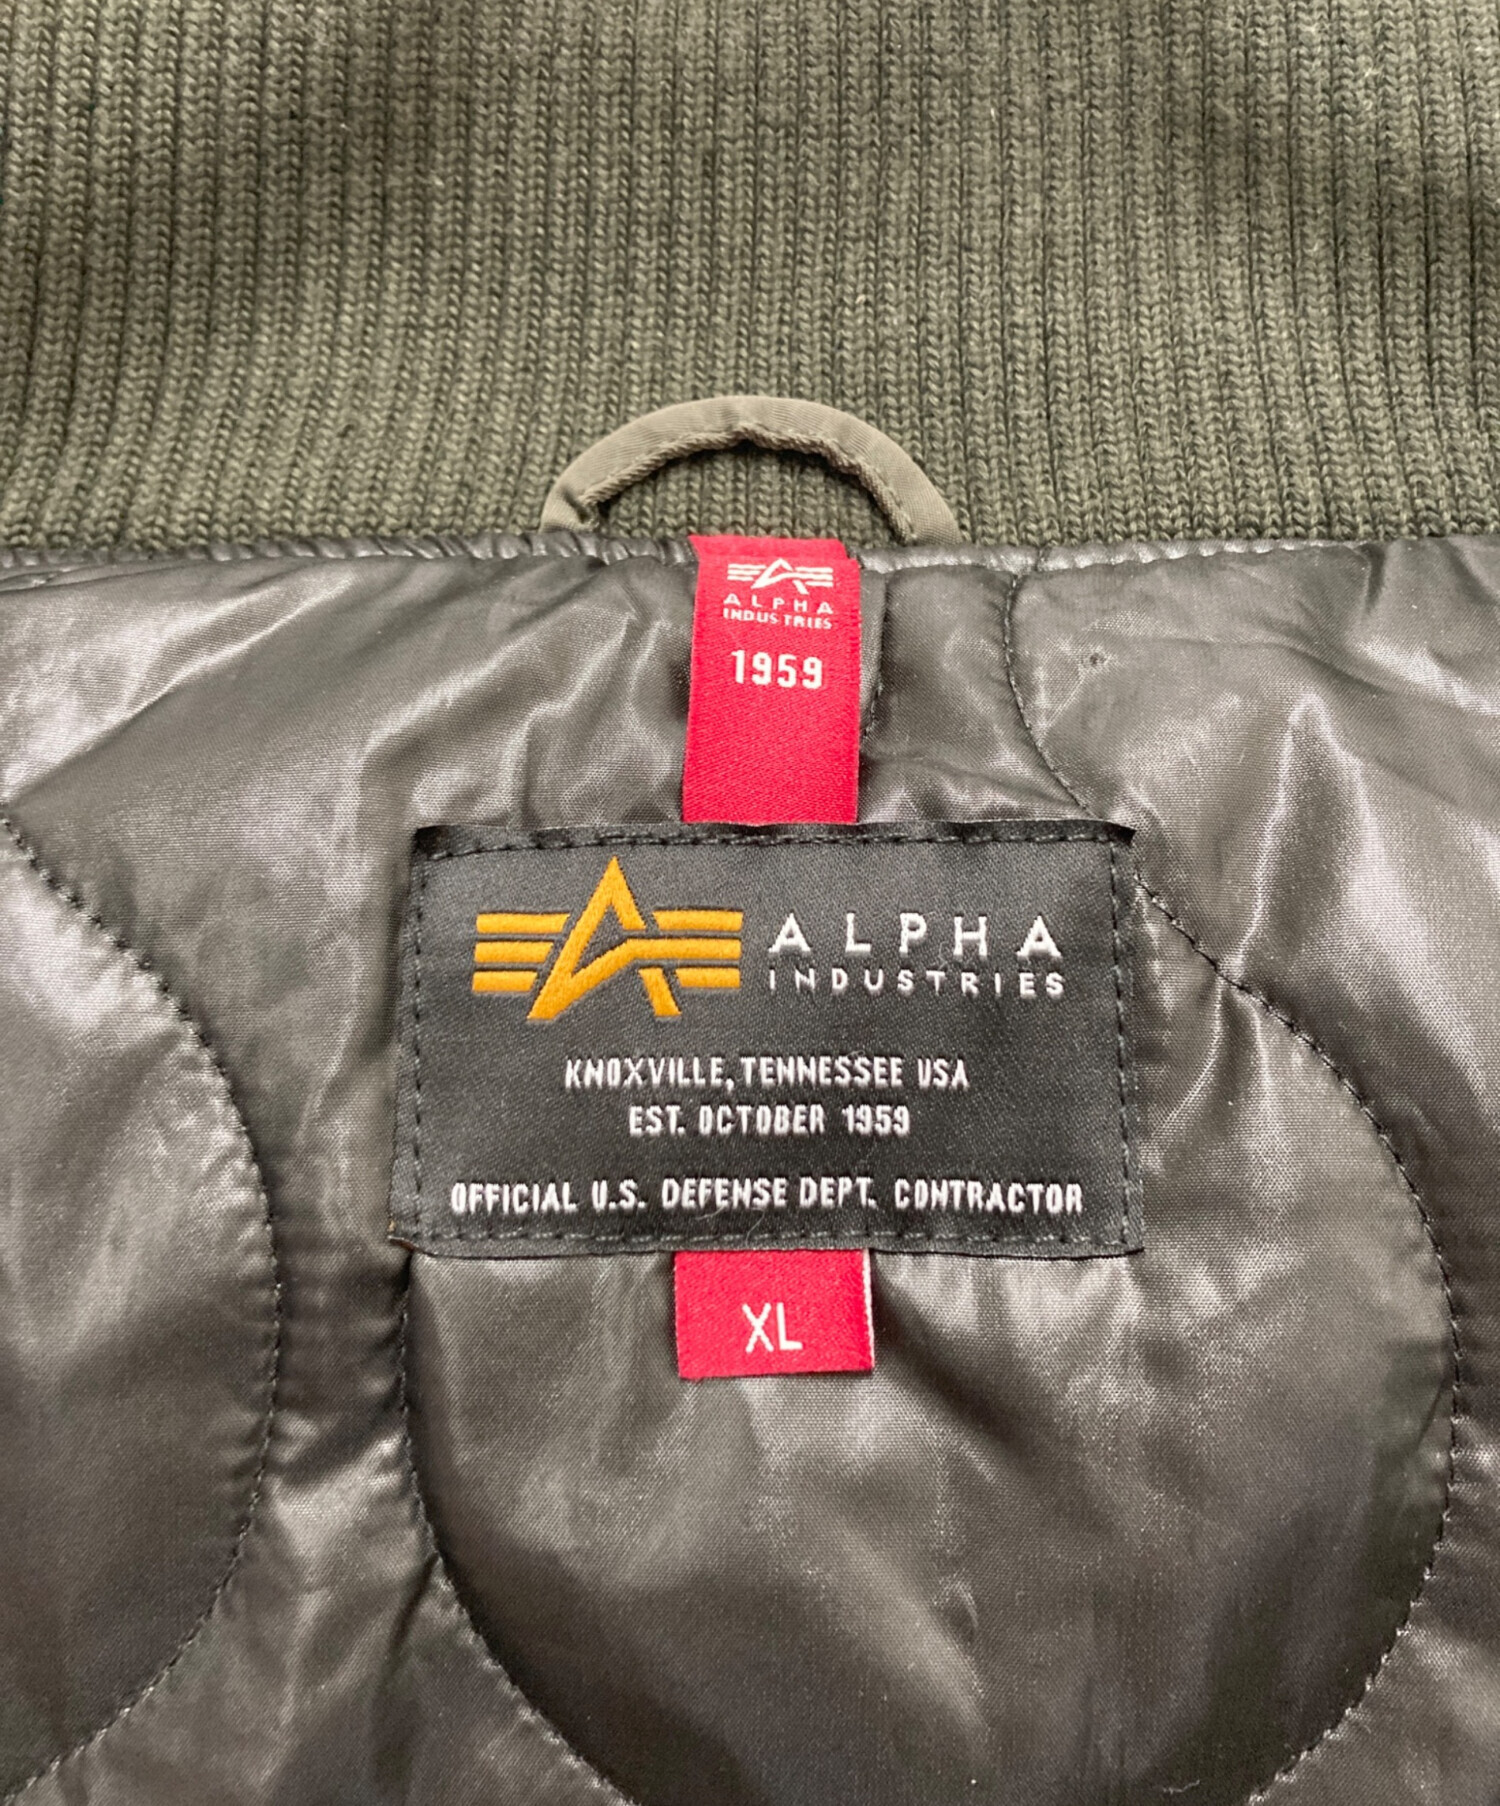 ALPHA
INDUSTRIES
1959
ALPHA
INDUSTRIES
KNOXVILLE, TENNESSEE USA
EST. OCTOBER 1959
OFFICIAL U.S. DEFENSE DEPT. CONTRACTOR
XL